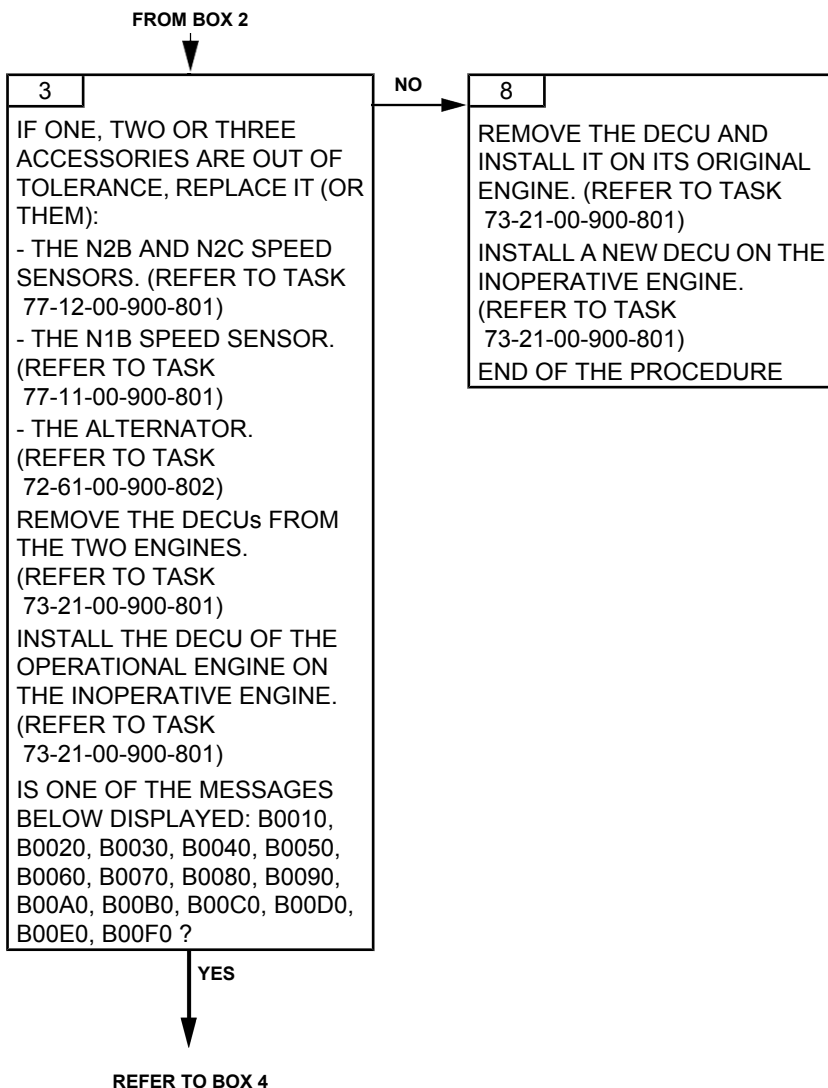 FROM BOX 2
3
IF ONE, TWO OR THREE
ACCESSORIES ARE OUT OF
TOLERANCE, REPLACE IT (OR
THEM):
- THE N2B AND N2C SPEED
SENSORS. (REFER TO TASK
77-12-00-900-801)
- THE N1B SPEED SENSOR.
(REFER TO TASK
77-11-00-900-801)
- THE ALTERNATOR.
(REFER TO TASK
72-61-00-900-802)
REMOVE THE DECUs FROM
THE TWO ENGINES.
(REFER TO TASK
73-21-00-900-801)
INSTALL THE DECU OF THE
OPERATIONAL ENGINE ON
THE INOPERATIVE ENGINE.
(REFER TO TASK
73-21-00-900-801)
IS ONE OF THE MESSAGES
BELOW DISPLAYED: B0010,
B0020, B0030, B0040, B0050,
B0060, B0070, B0080, B0090,
B00A0, B00B0, B00C0, B00D0,
B00E0, B00F0 ?
NO
8
REMOVE THE DECU AND
INSTALL IT ON ITS ORIGINAL
ENGINE. (REFER TO TASK
73-21-00-900-801)
INSTALL A NEW DECU ON THE
INOPERATIVE ENGINE.
(REFER TO TASK
73-21-00-900-801)
END OF THE PROCEDURE
YES
REFER TO BOX 4